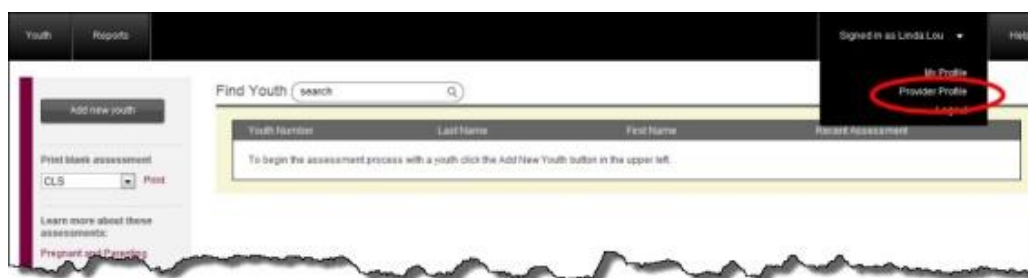 Youth Reports Signed in as Linda Lou Help
My Profile
Provider Profile
Logout
Find Youth search
Add new youth
Youth Number Last Name First Name Recent Assessment
To begin the assessment process with a youth click the Add New Youth button in the upper left.
Print blank assessment
CLS Print
Learn more about these
assessments:
Pregnant and Parenting